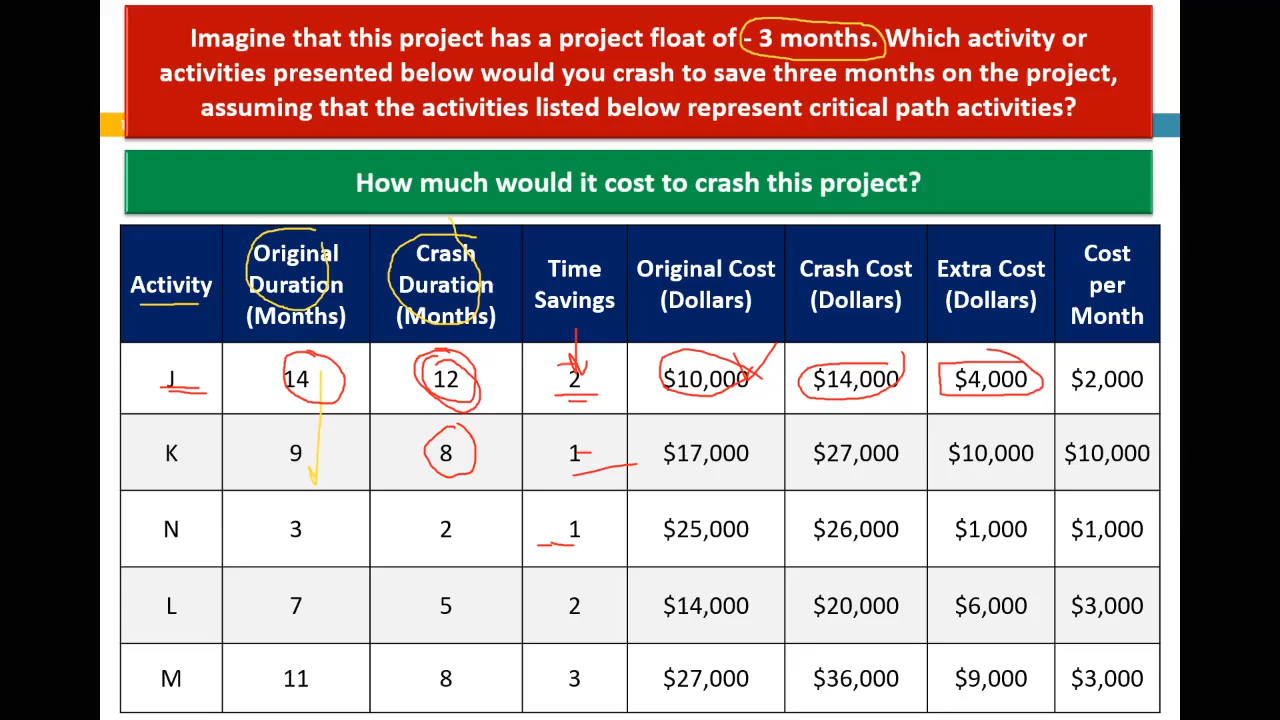 Imagine that this project has a project float of - 3 months. Which activity or
activities presented below would you crash to save three months on the project,
assuming that the activities listed below represent critical path activities?
How much would it cost to crash this project?
Activity Original Duration (Months) Crash Duration (Months) Time Savings Original Cost (Dollars) Crash Cost (Dollars) Extra Cost (Dollars) Cost per Month
J 14 12 2 $10,000 $14,000 $4,000 $2,000
K 9 8 1 $17,000 $27,000 $10,000 $10,000
N 3 2 1 $25,000 $26,000 $1,000 $1,000
L 7 5 2 $14,000 $20,000 $6,000 $3,000
M 11 8 3 $27,000 $36,000 $9,000 $3,000